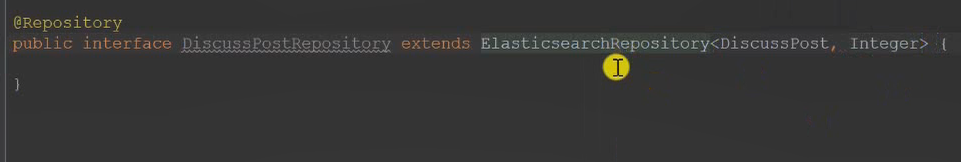 @Repository
public interface DiscussPostRepository extends ElasticsearchRepository<DiscussPost, Integer> {
}